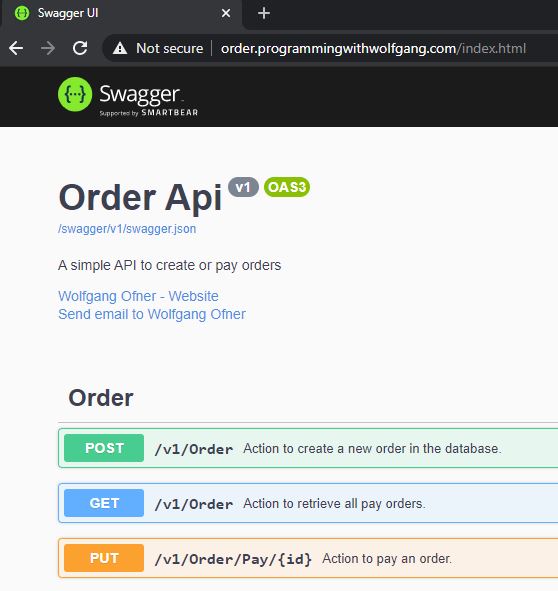 Swagger UI
Not secure order.programmingwithwolfgang.com/index.html
{...} Swagger
Supported by SMARTBEAR
Order Api v1 OAS3
/swagger/v1/swagger.json
A simple API to create or pay orders
Wolfgang Ofner - Website
Send email to Wolfgang Ofner
Order
POST /v1/Order Action to create a new order in the database.
GET /v1/Order Action to retrieve all pay orders.
PUT /v1/Order/Pay/{id} Action to pay an order.